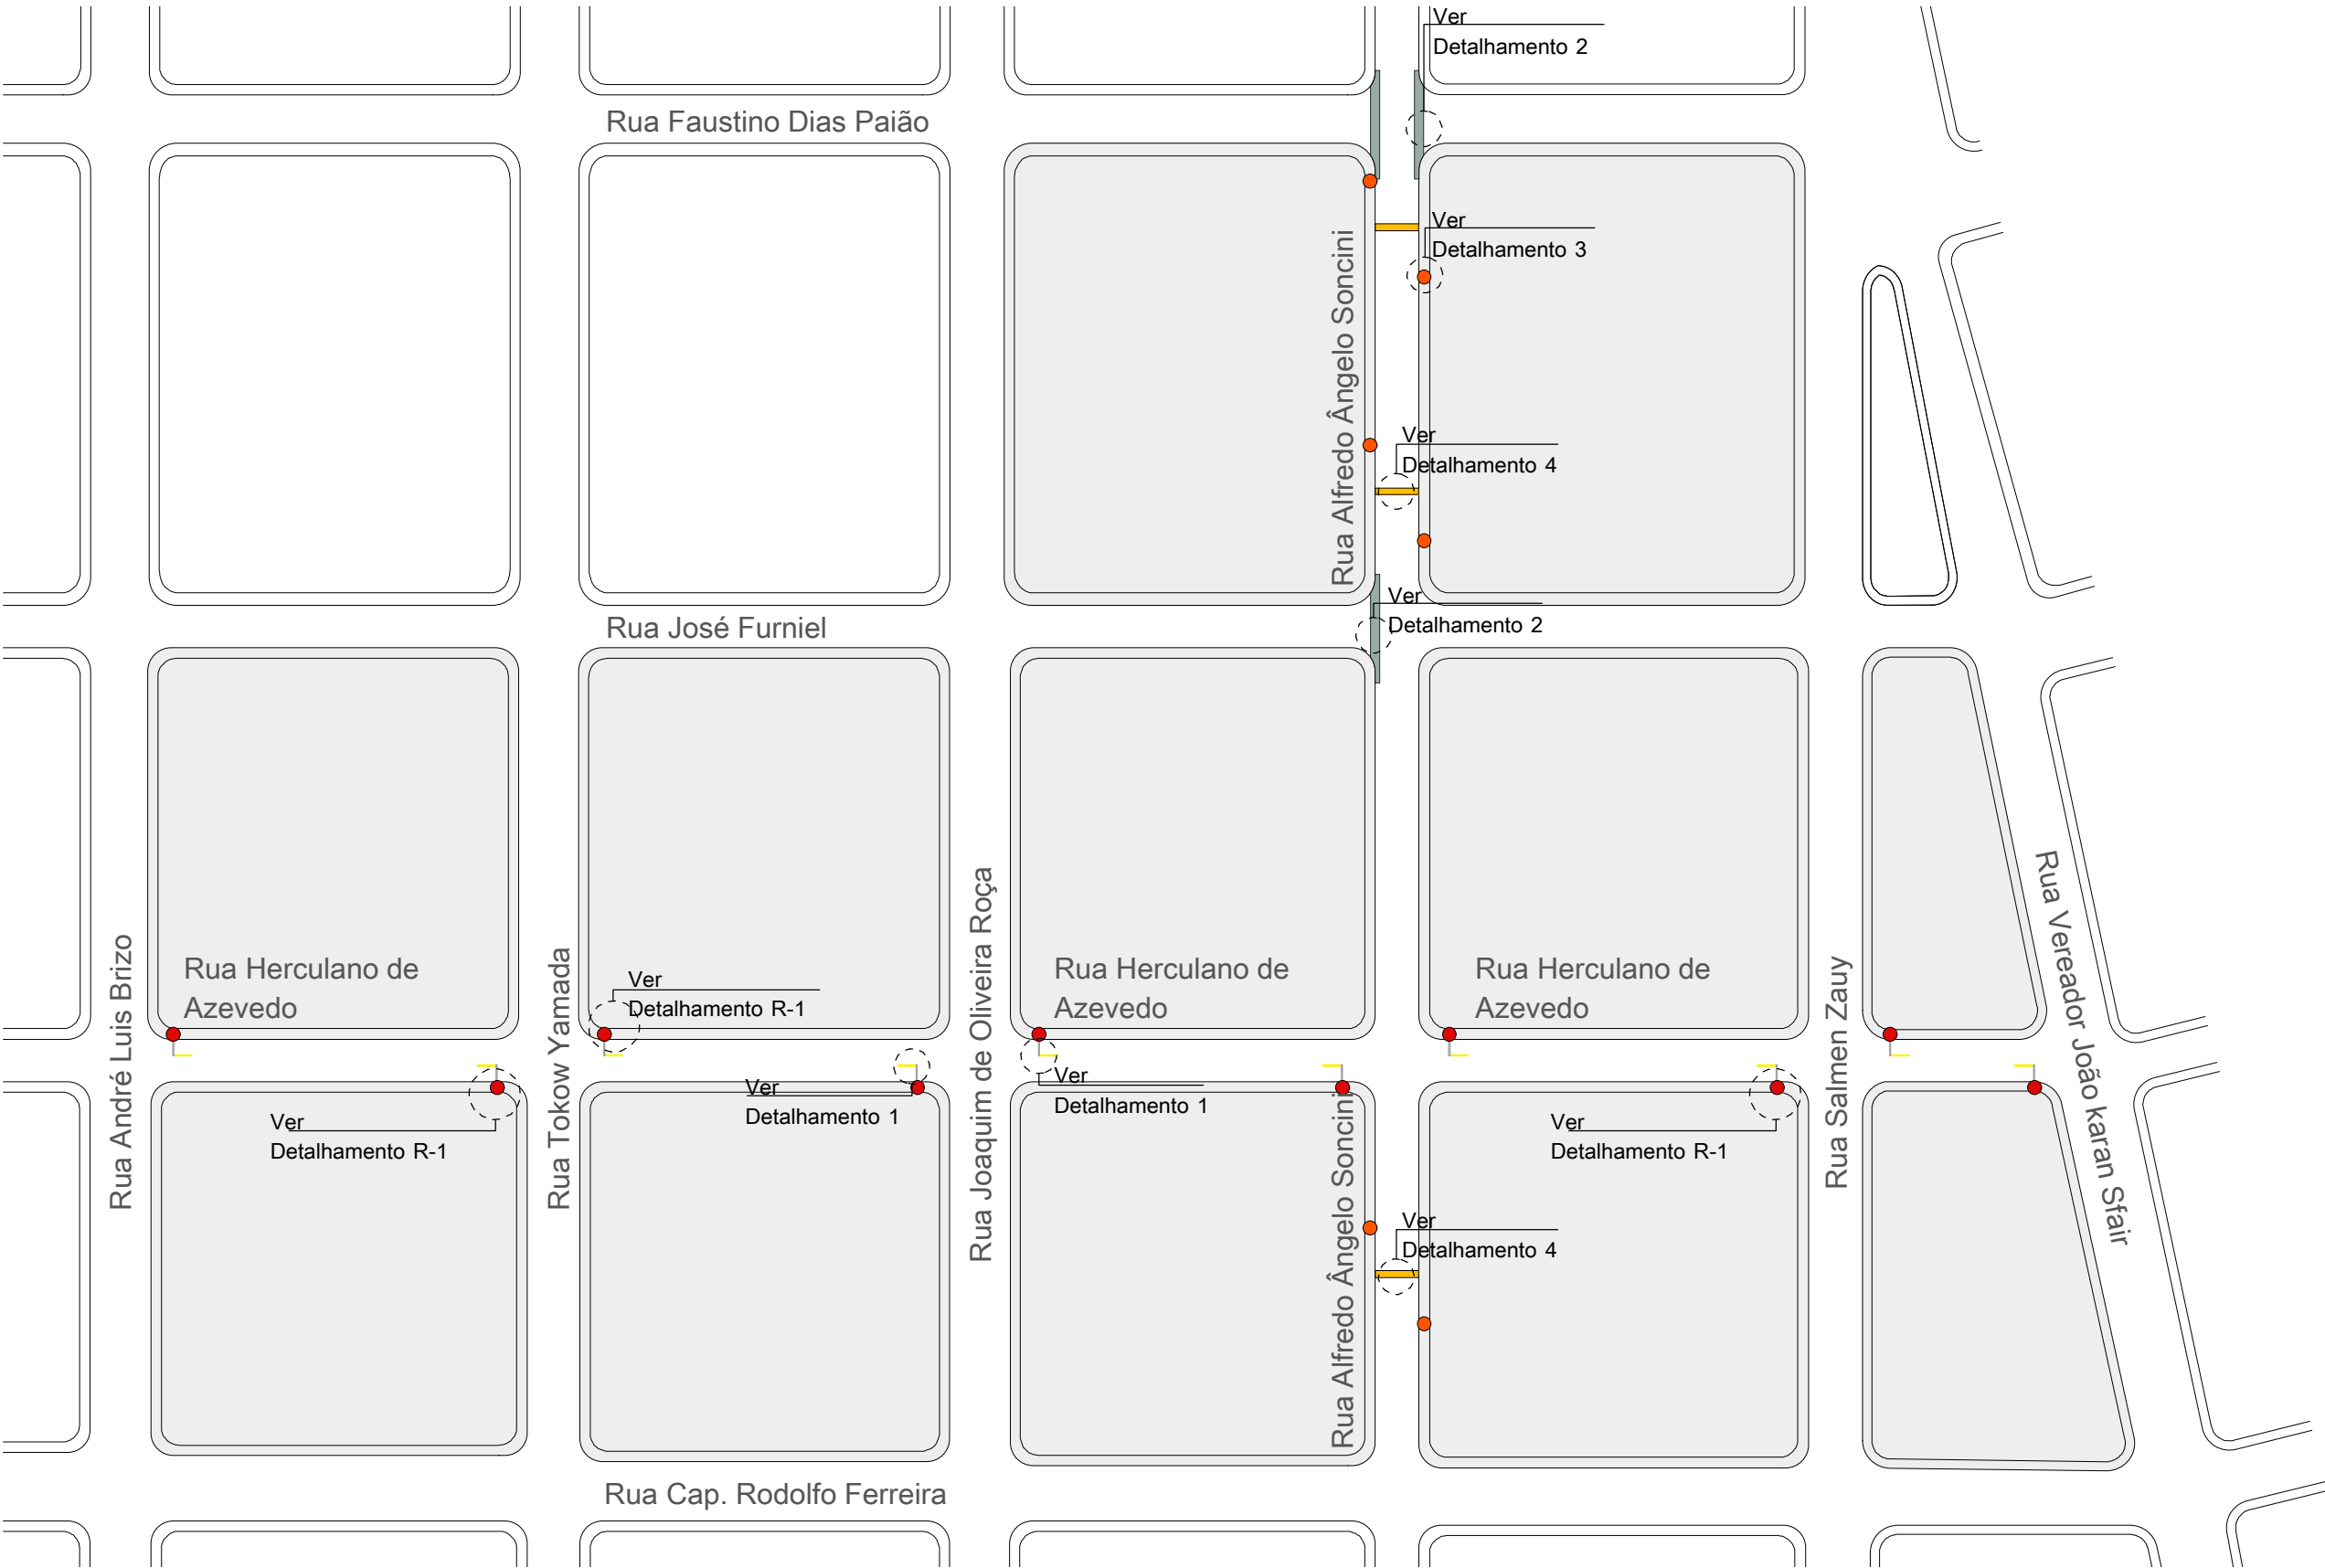 Ver
Detalhamento 2
Rua Faustino Dias Paião
Ver
Detalhamento 3
Rua Alfredo Ângelo Soncini
Ver
Detalhamento 4
Ver
Detalhamento 2
Rua José Furniel
Rua André Luis Brizo
Rua Herculano de
Azevedo
Rua Tokow Yamada
Ver
Detalhamento R-1
Rua Joaquim de Oliveira Roça
Rua Herculano de
Azevedo
Rua Herculano de
Azevedo
Rua Salmen Zauy
Rua Vereador João karan Sfair
Ver
Detalhamento R-1
Ver
Detalhamento 1
Ver
Detalhamento 1
Rua Alfredo Ângelo Soncini
Ver
Detalhamento R-1
Ver
Detalhamento 4
Rua Cap. Rodolfo Ferreira